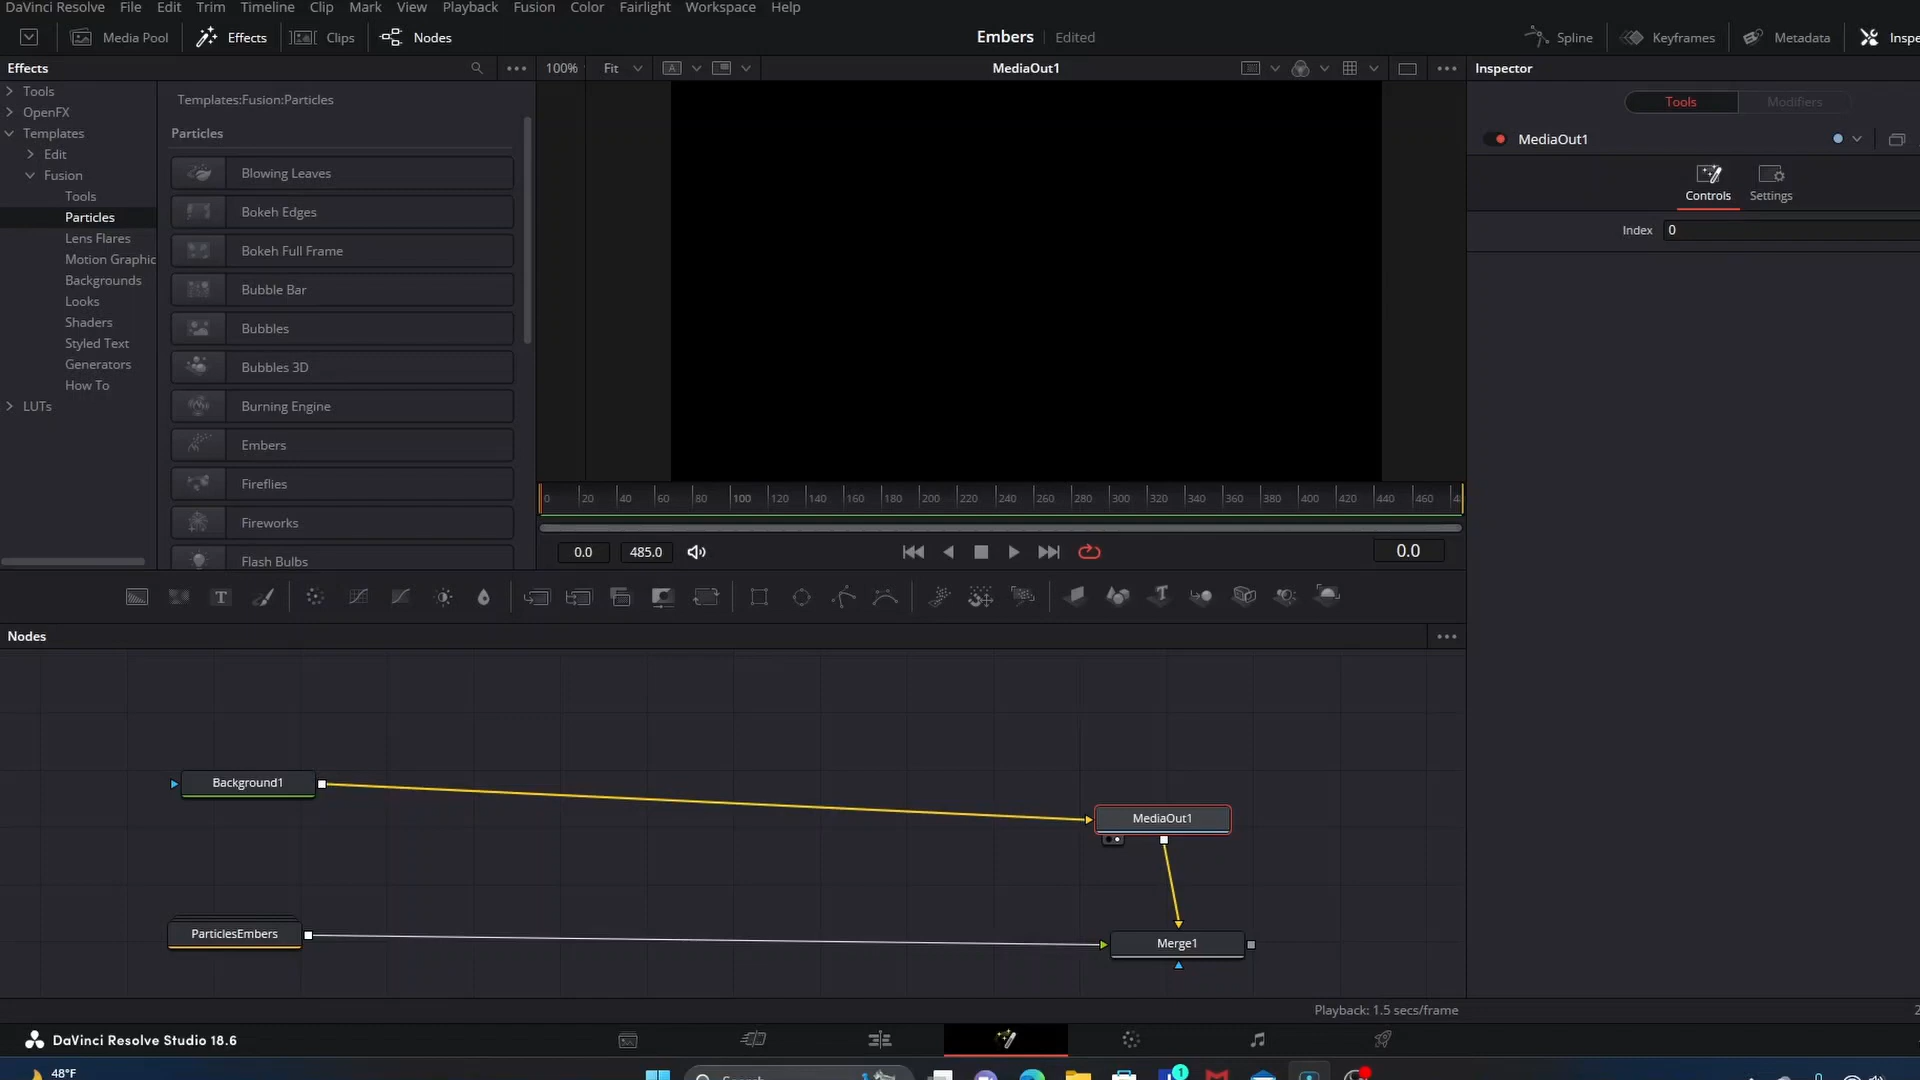 DaVinci Resolve File Edit Trim Timeline Clip Mark View Playback Fusion Color Fairlight Workspace Help
Media Pool Effects Clips Nodes Embers Edited Spline Keyframes Metadata Inspe
Effects 100% Fit A MediaOut1 Inspector
Tools
OpenFX
Templates
Edit
Fusion
Tools
Particles
Lens Flares
Motion Graphic
Backgrounds
Looks
Shaders
Styled Text
Generators
How To
LUTs
Templates:Fusion:Particles
Particles
Blowing Leaves
Bokeh Edges
Bokeh Full Frame
Bubble Bar
Bubbles
Bubbles 3D
Burning Engine
Embers
Fireflies
Fireworks
Flash Bulbs
Tools Modifiers
MediaOut1
Controls Settings
Index 0
0 20 40 60 80 100 120 140 160 180 200 220 240 260 280 300 320 340 360 380 400 420 440 460
0.0 485.0 0.0
T T
Nodes
Background1
MediaOut1
ParticlesEmbers
Merge1
Playback: 1.5 secs/frame
DaVinci Resolve Studio 18.6
48°F
1